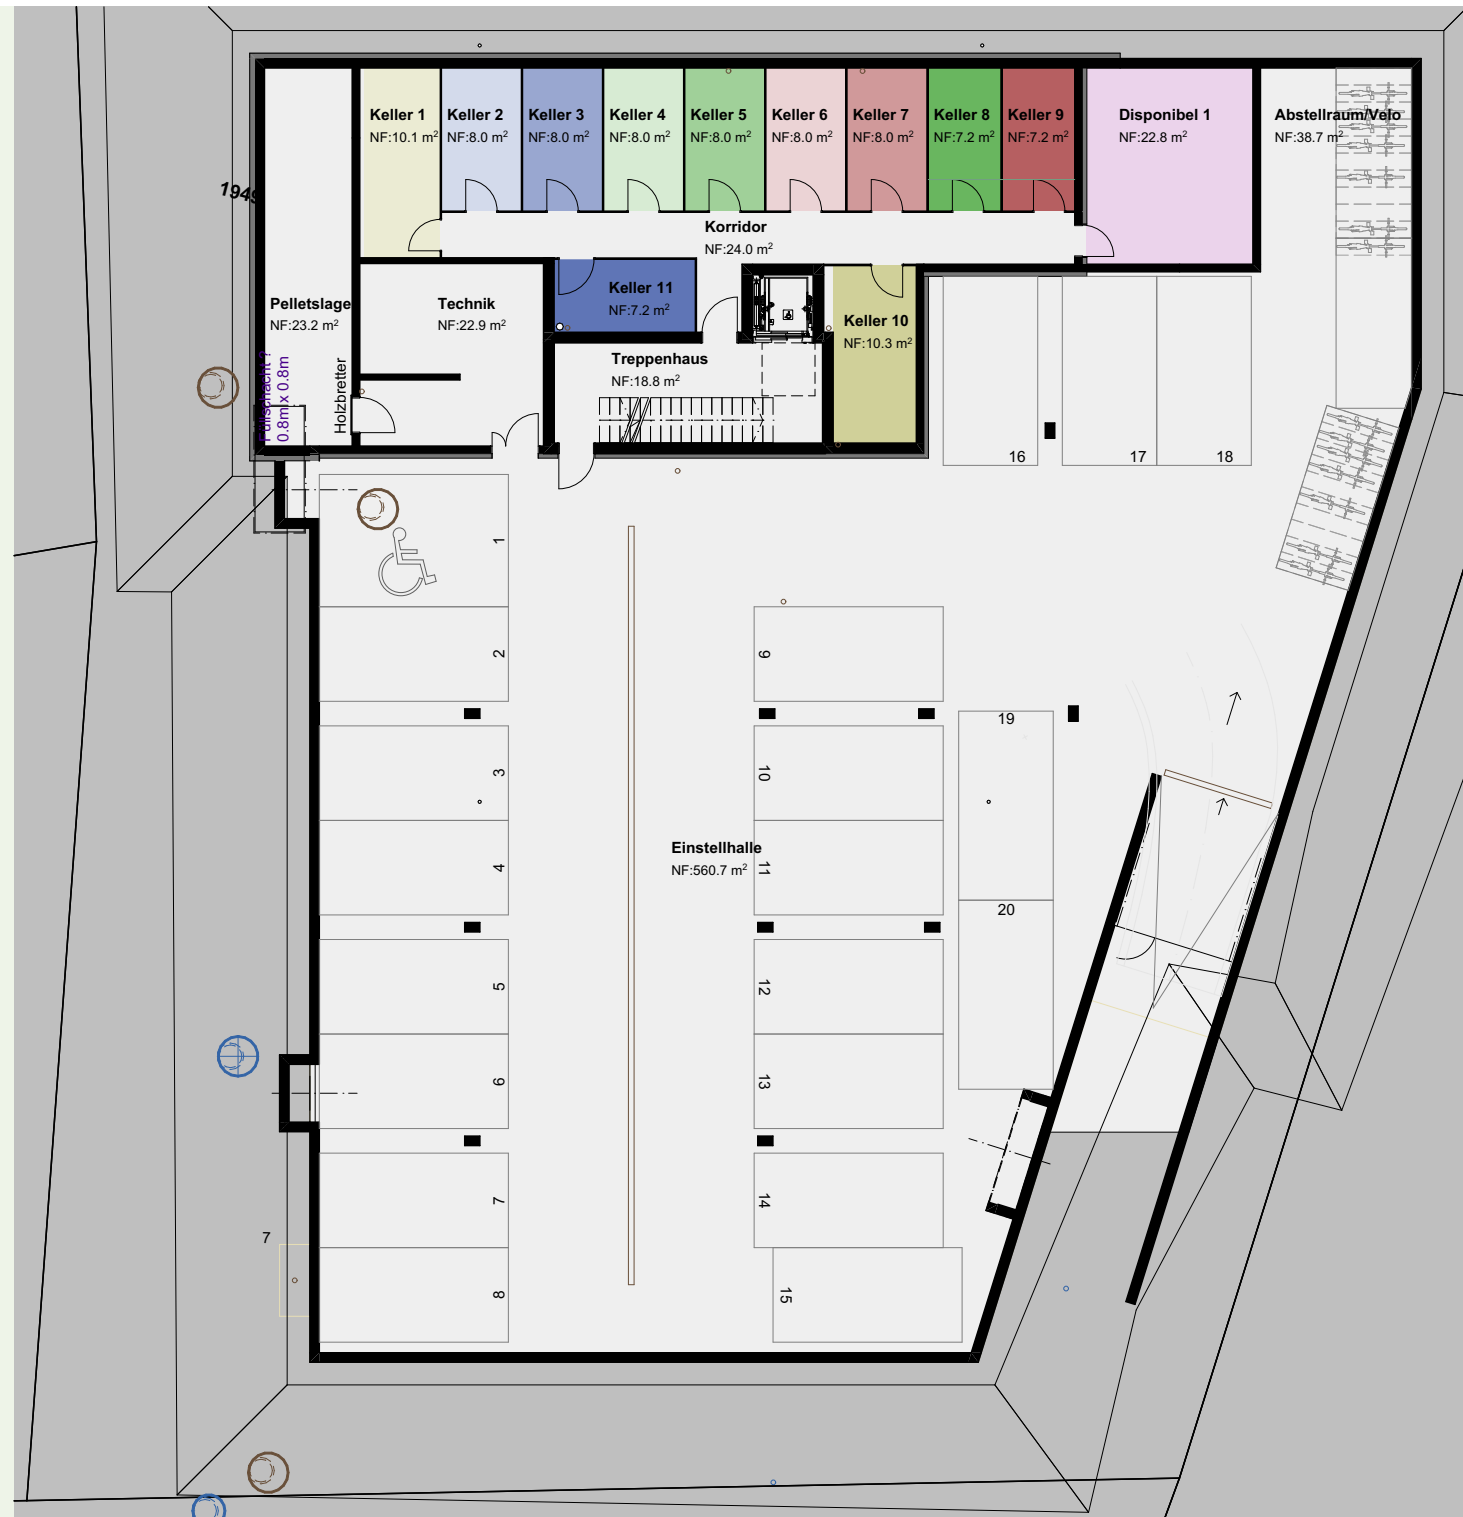 Keller 1
NF:10.1 m²
Keller 2
NF:8.0 m²
Keller 3
NF:8.0 m²
Keller 4
NF:8.0 m²
Keller 5
NF:8.0 m²
Keller 6
NF:8.0 m²
Keller 7
NF:8.0 m²
Keller 8
NF:7.2 m²
Keller 9
NF:7.2 m²
Disponibel 1
NF:22.8 m²
Abstellraum/Velo
NF:38.7 m²
1949
Korridor
NF:24.0 m²
Pelletslage
NF:23.2 m²
Technik
NF:22.9 m²
Keller 11
NF:7.2 m²
Keller 10
NF:10.3 m²
Treppenhaus
NF:18.8 m²
Füllschacht ?
0.8m x 0.8m
Holzbretter
16
17
18
1
2
3
4
5
6
7
8
9
10
11
12
13
14
15
19
20
Einstellhalle
NF:560.7 m²
7